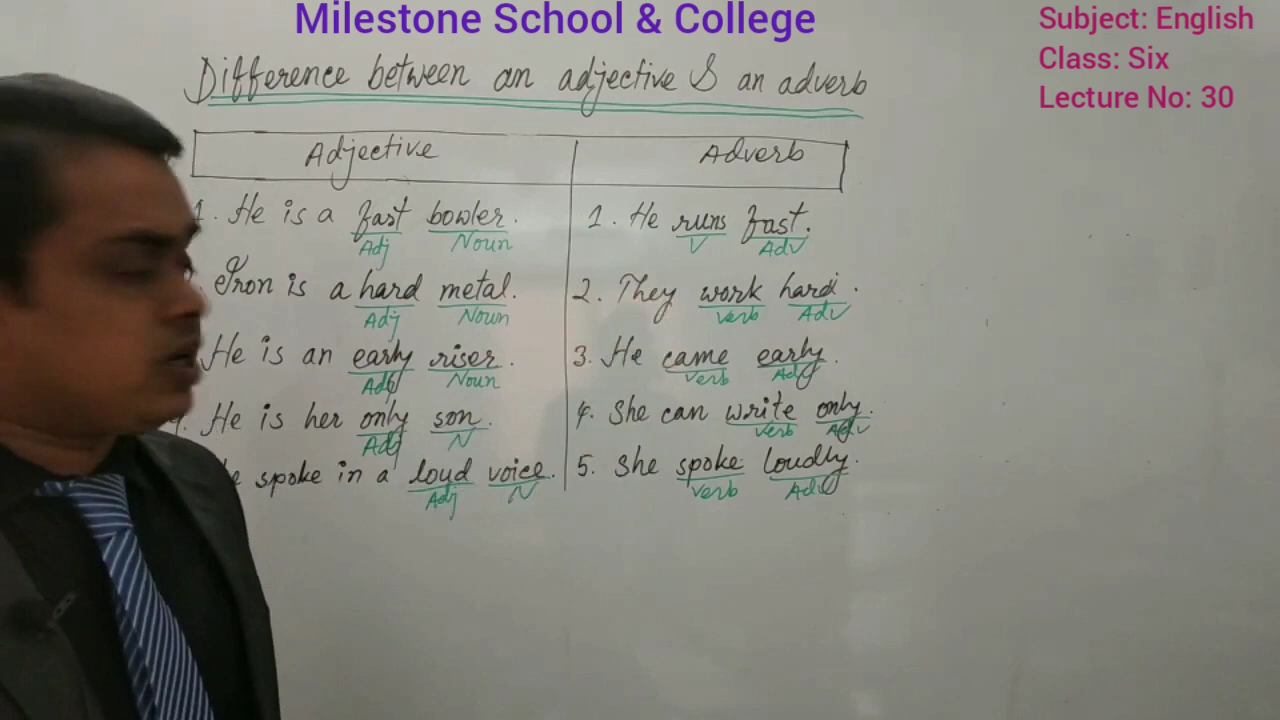 Milestone School & College
Subject: English
Class: Six
Lecture No: 30
Difference between an adjective & an adverb
Adjective
Adverb
1. He is a fast bowler.
Adj Noun
. Iron is a hard metal.
Adj Noun
He is an early riser.
Adj Noun
4. He is her only son.
Adj N
spoke in a loud voice.
Adj N
1. He runs fast.
V Adv
2. They work hard.
Verb Adv
3. He came early.
Verb Adv
4. She can write only.
Verb Adv
5. She spoke loudly.
Verb Adv